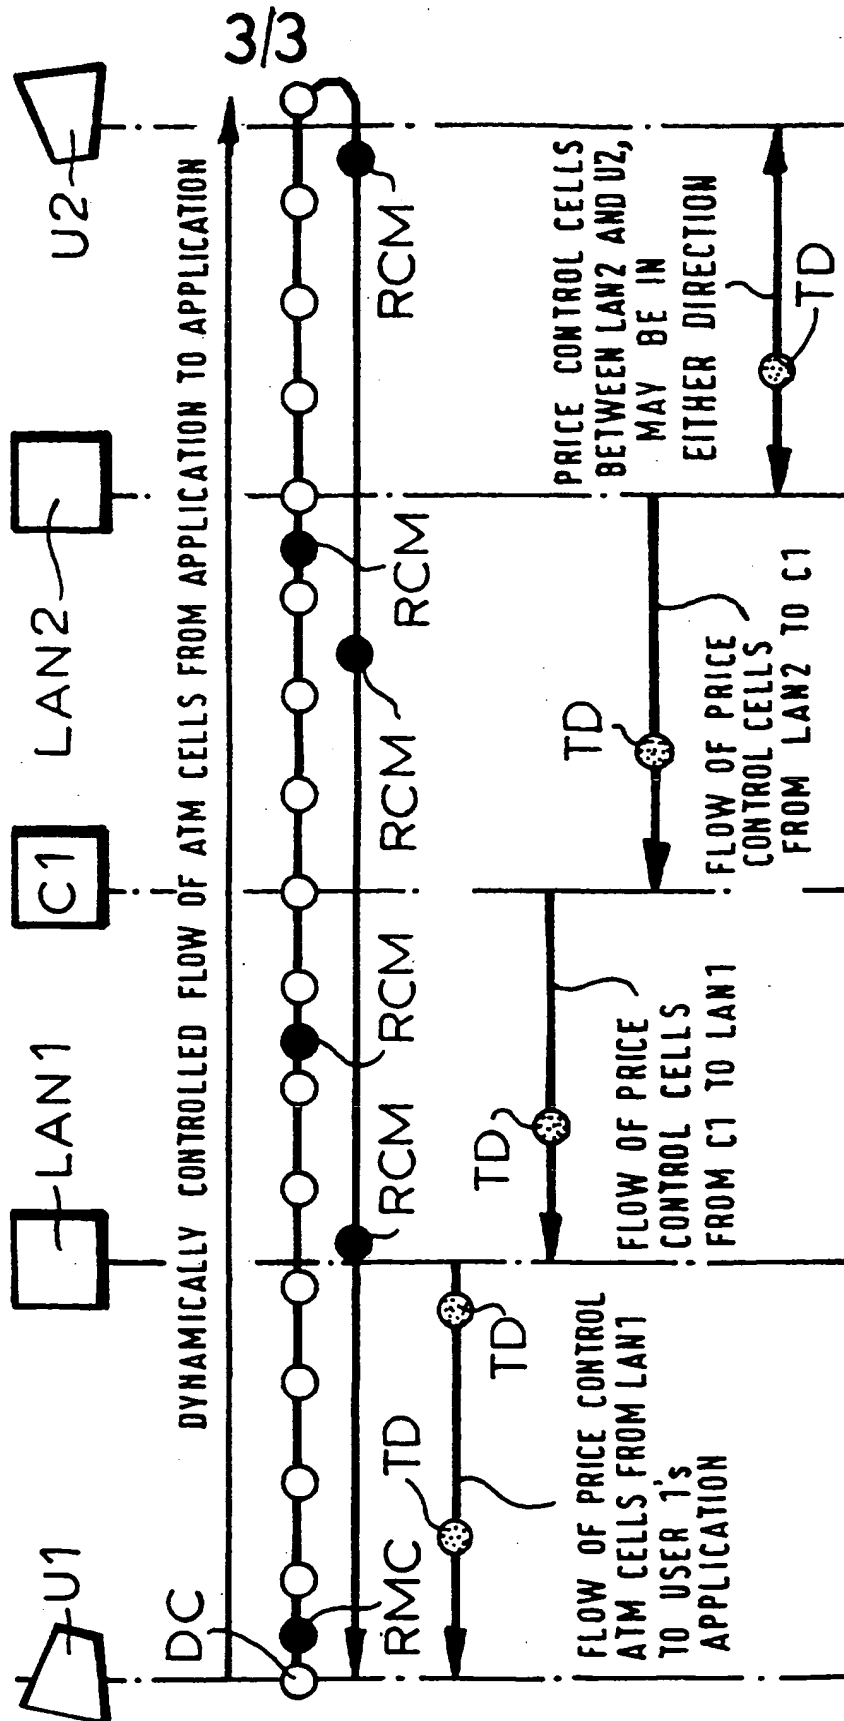 3/3
U1
LAN1
C1
LAN2
U2
DYNAMICALLY CONTROLLED FLOW OF ATM CELLS FROM APPLICATION TO APPLICATION
DC
RMC
RCM
RCM
RCM
RCM
RCM
TD
TD
FLOW OF PRICE CONTROL
ATM CELLS FROM LAN1
TO USER 1's
APPLICATION
TD
FLOW OF PRICE
CONTROL CELLS
FROM C1 TO LAN1
TD
FLOW OF PRICE
CONTROL CELLS
FROM LAN2 TO C1
PRICE CONTROL CELLS
BETWEEN LAN2 AND U2,
MAY BE IN
EITHER DIRECTION
TD